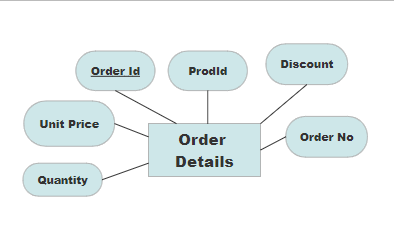 Order Id
ProdId
Discount
Unit Price
Order No
Order
Details
Quantity